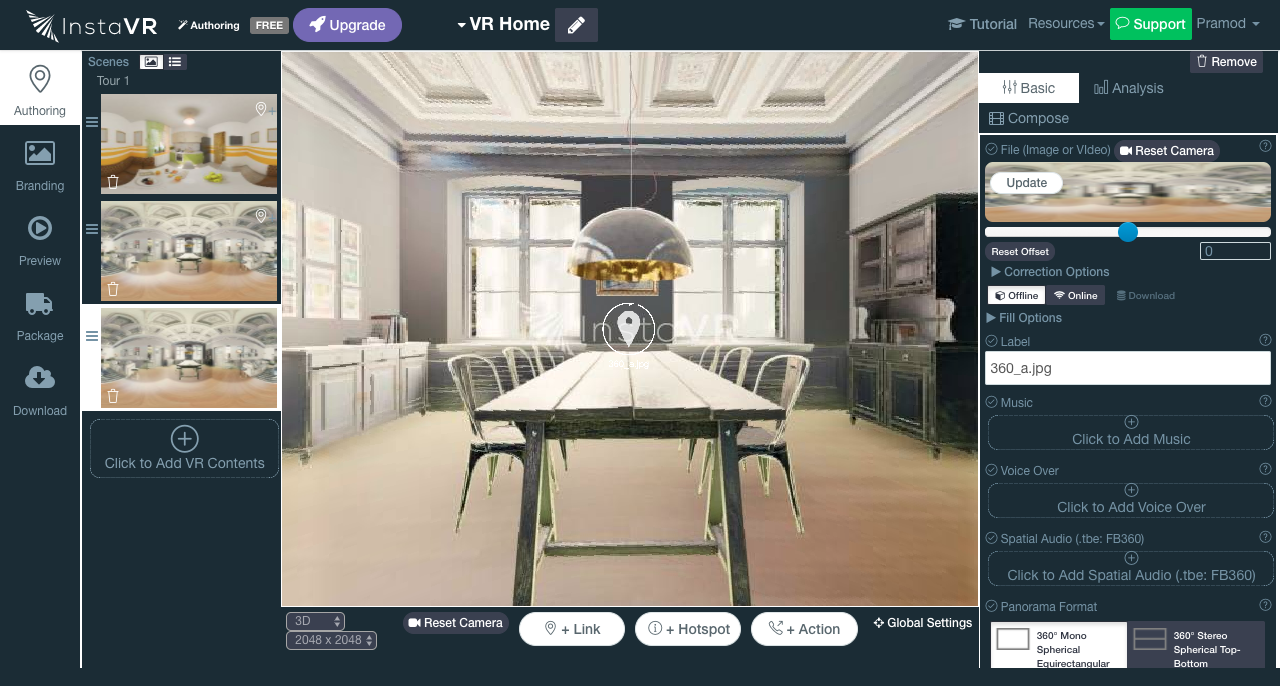 InstaVR
Authoring
FREE
Upgrade
VR Home
Tutorial
Resources
Support
Pramod
Authoring
Branding
Preview
Package
Download
Scenes
Tour 1
Click to Add VR Contents
InstaVR
360_a.jpg
3D
2048 x 2048
Reset Camera
+ Link
+ Hotspot
+ Action
Global Settings
Remove
Basic
Analysis
Compose
File (Image or VIdeo)
Reset Camera
Update
Reset Offset
0
Correction Options
Offline
Online
Download
Fill Options
Label
360_a.jpg
Music
Click to Add Music
Voice Over
Click to Add Voice Over
Spatial Audio (.tbe: FB360)
Click to Add Spatial Audio (.tbe: FB360)
Panorama Format
360° Mono
Spherical
Equirectangular
360° Stereo
Spherical Top-
Bottom